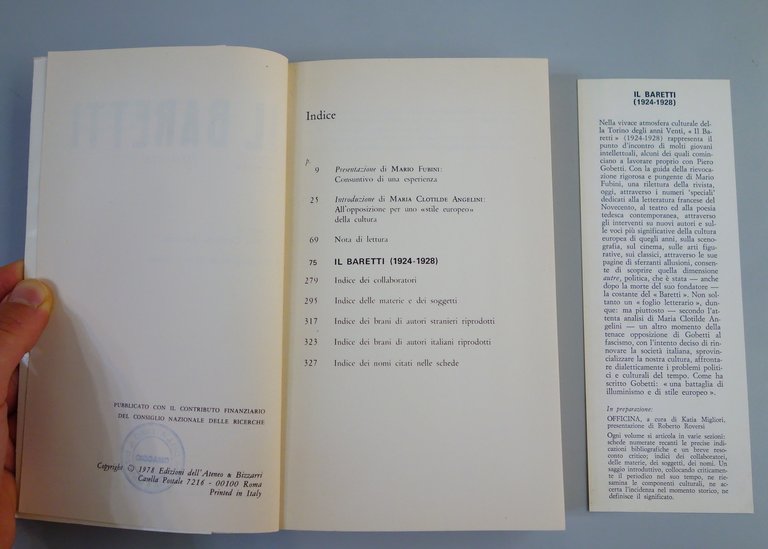 PUBBLICATO CON IL CONTRIBUTO FINANZIARIO
DEL CONSIGLIO NAZIONALE DELLE RICERCHE
Copyright © 1978 Edizioni dell'Ateneo & Bizzarri
Casella Postale 7216 - 00100 Roma
Printed in Italy
Indice
p.
9 Presentazione di MARIO FUBINI:
Consuntivo di una esperienza
25 Introduzione di MARIA CLOTILDE ANGELINI:
All'opposizione per uno «stile europeo»
della cultura
69 Nota di lettura
75 IL BARETTI (1924-1928)
279 Indice dei collaboratori
295 Indice delle materie e dei soggetti
317 Indice dei brani di autori stranieri riprodotti
323 Indice dei brani di autori italiani riprodotti
327 Indice dei nomi citati nelle schede
IL BARETTI
(1924-1928)
Nella vivace atmosfera culturale del-
la Torino degli anni Venti, « Il Ba-
retti » (1924-1928) rappresenta il
punto d'incontro di molti giovani
intellettuali, alcuni dei quali comin-
ciano a lavorare proprio con Piero
Gobetti. Con la guida della rievoca-
zione rigorosa e pungente di Mario
Fubini, una rilettura della rivista,
oggi, attraverso i numeri 'speciali'
dedicati alla letteratura francese del
Novecento, al teatro ed alla poesia
tedesca contemporanea, attraverso
gli interventi su nuovi autori e sul-
le voci più significative della cultura
europea di quegli anni, sulla sceno-
grafia, sul cinema, sulle arti figu-
rative, sui classici, attraverso le sue
pagine di sferzanti allusioni, consen-
te di scoprire quella dimensione
altra, politica, che è stata — anche
dopo la morte del suo fondatore —
la costante del « Baretti ». Non sol-
tanto un « foglio letterario », dun-
que: ma piuttosto — secondo l'at-
tenta analisi di Maria Clotilde An-
gelini — un altro momento della
tenace opposizione di Gobetti al
fascismo, con l'intento deciso di rin-
novare la società italiana, sprovin-
cializzare la nostra cultura, affronta-
re dialetticamente i problemi politi-
ci e culturali del tempo. Come ha
scritto Gobetti: « una battaglia di
illuminismo e di stile europeo ».
In preparazione:
OFFICINA, a cura di Katia Migliori,
presentazione di Roberto Roversi
Ogni volume si articola in varie sezioni:
schede numerate recanti le precise indi-
cazioni bibliografiche e un breve reso-
conto critico; indici dei collaboratori,
delle materie, dei soggetti, dei nomi. Un
saggio introduttivo, collocando criticamen-
te il periodico nel suo tempo, ne rie-
samina le componenti culturali, ne ac-
certa l'incidenza nel momento storico, ne
definisce il significato.